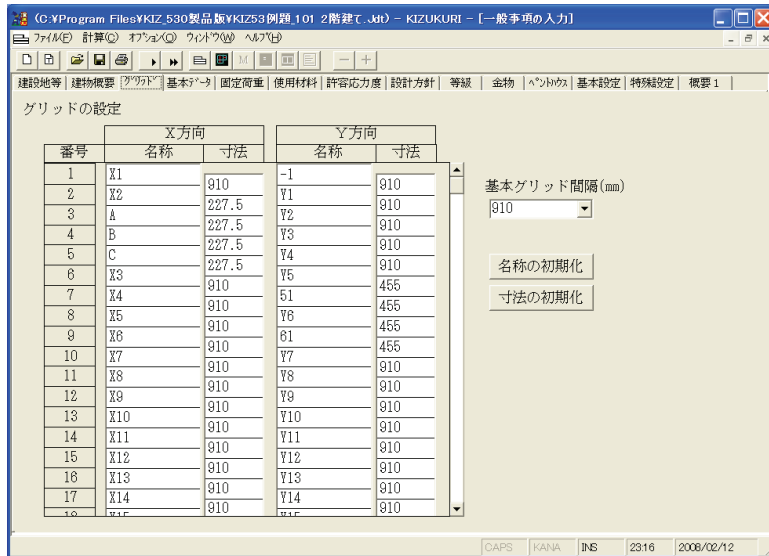 (C:¥Program Files¥KIZ_530製品版¥KIZ53例題_101 2階建て.Jdt) - KIZUKURI - [一般事項の入力]
ファイル(F) 計算(C) オプション(O) ウィンドウ(W) ヘルプ(H)
建設地等 建物概要 グリッド 基本データ 固定荷重 使用材料 許容応力度 設計方針 等級 金物 ペントハウス 基本設定 特殊設定 概要1
グリッドの設定
X方向 Y方向
番号 名称 寸法 名称 寸法
1 X1 -1
910 910
2 X2 Y1
227.5 910
3 A Y2
227.5 910
4 B Y3
227.5 910
5 C Y4
227.5 910
6 X3 Y5
910 455
7 X4 51
910 455
8 X5 Y6
910 455
9 X6 61
910 455
10 X7 Y7
910 910
11 X8 Y8
910 910
12 X9 Y9
910 910
13 X10 Y10
910 910
14 X11 Y11
910 910
15 X12 Y12
910 910
16 X13 Y13
910 910
17 X14 Y14
910 910
18 X15 Y15
基本グリッド間隔(mm)
910
名称の初期化
寸法の初期化
CAPS KANA INS 23:16 2008/02/12